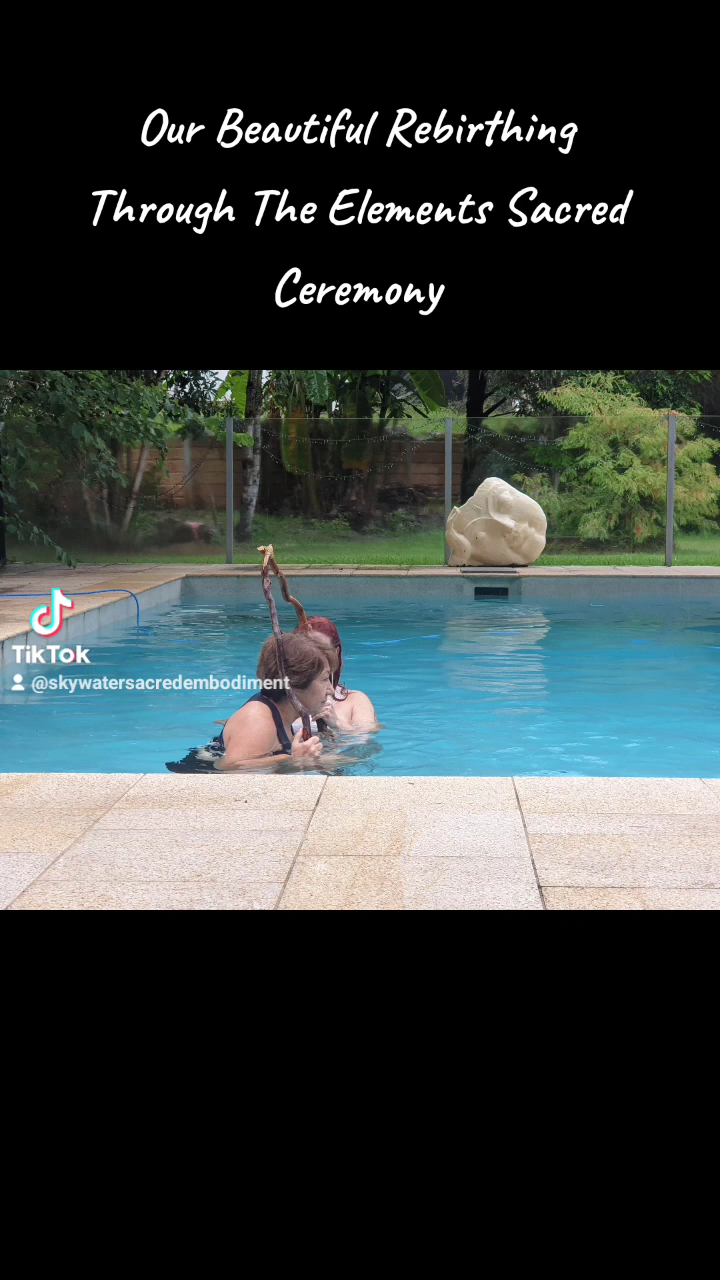 Our Beautiful Rebirthing
Through The Elements Sacred
Ceremony
TikTok
@skywatersacredembodiment